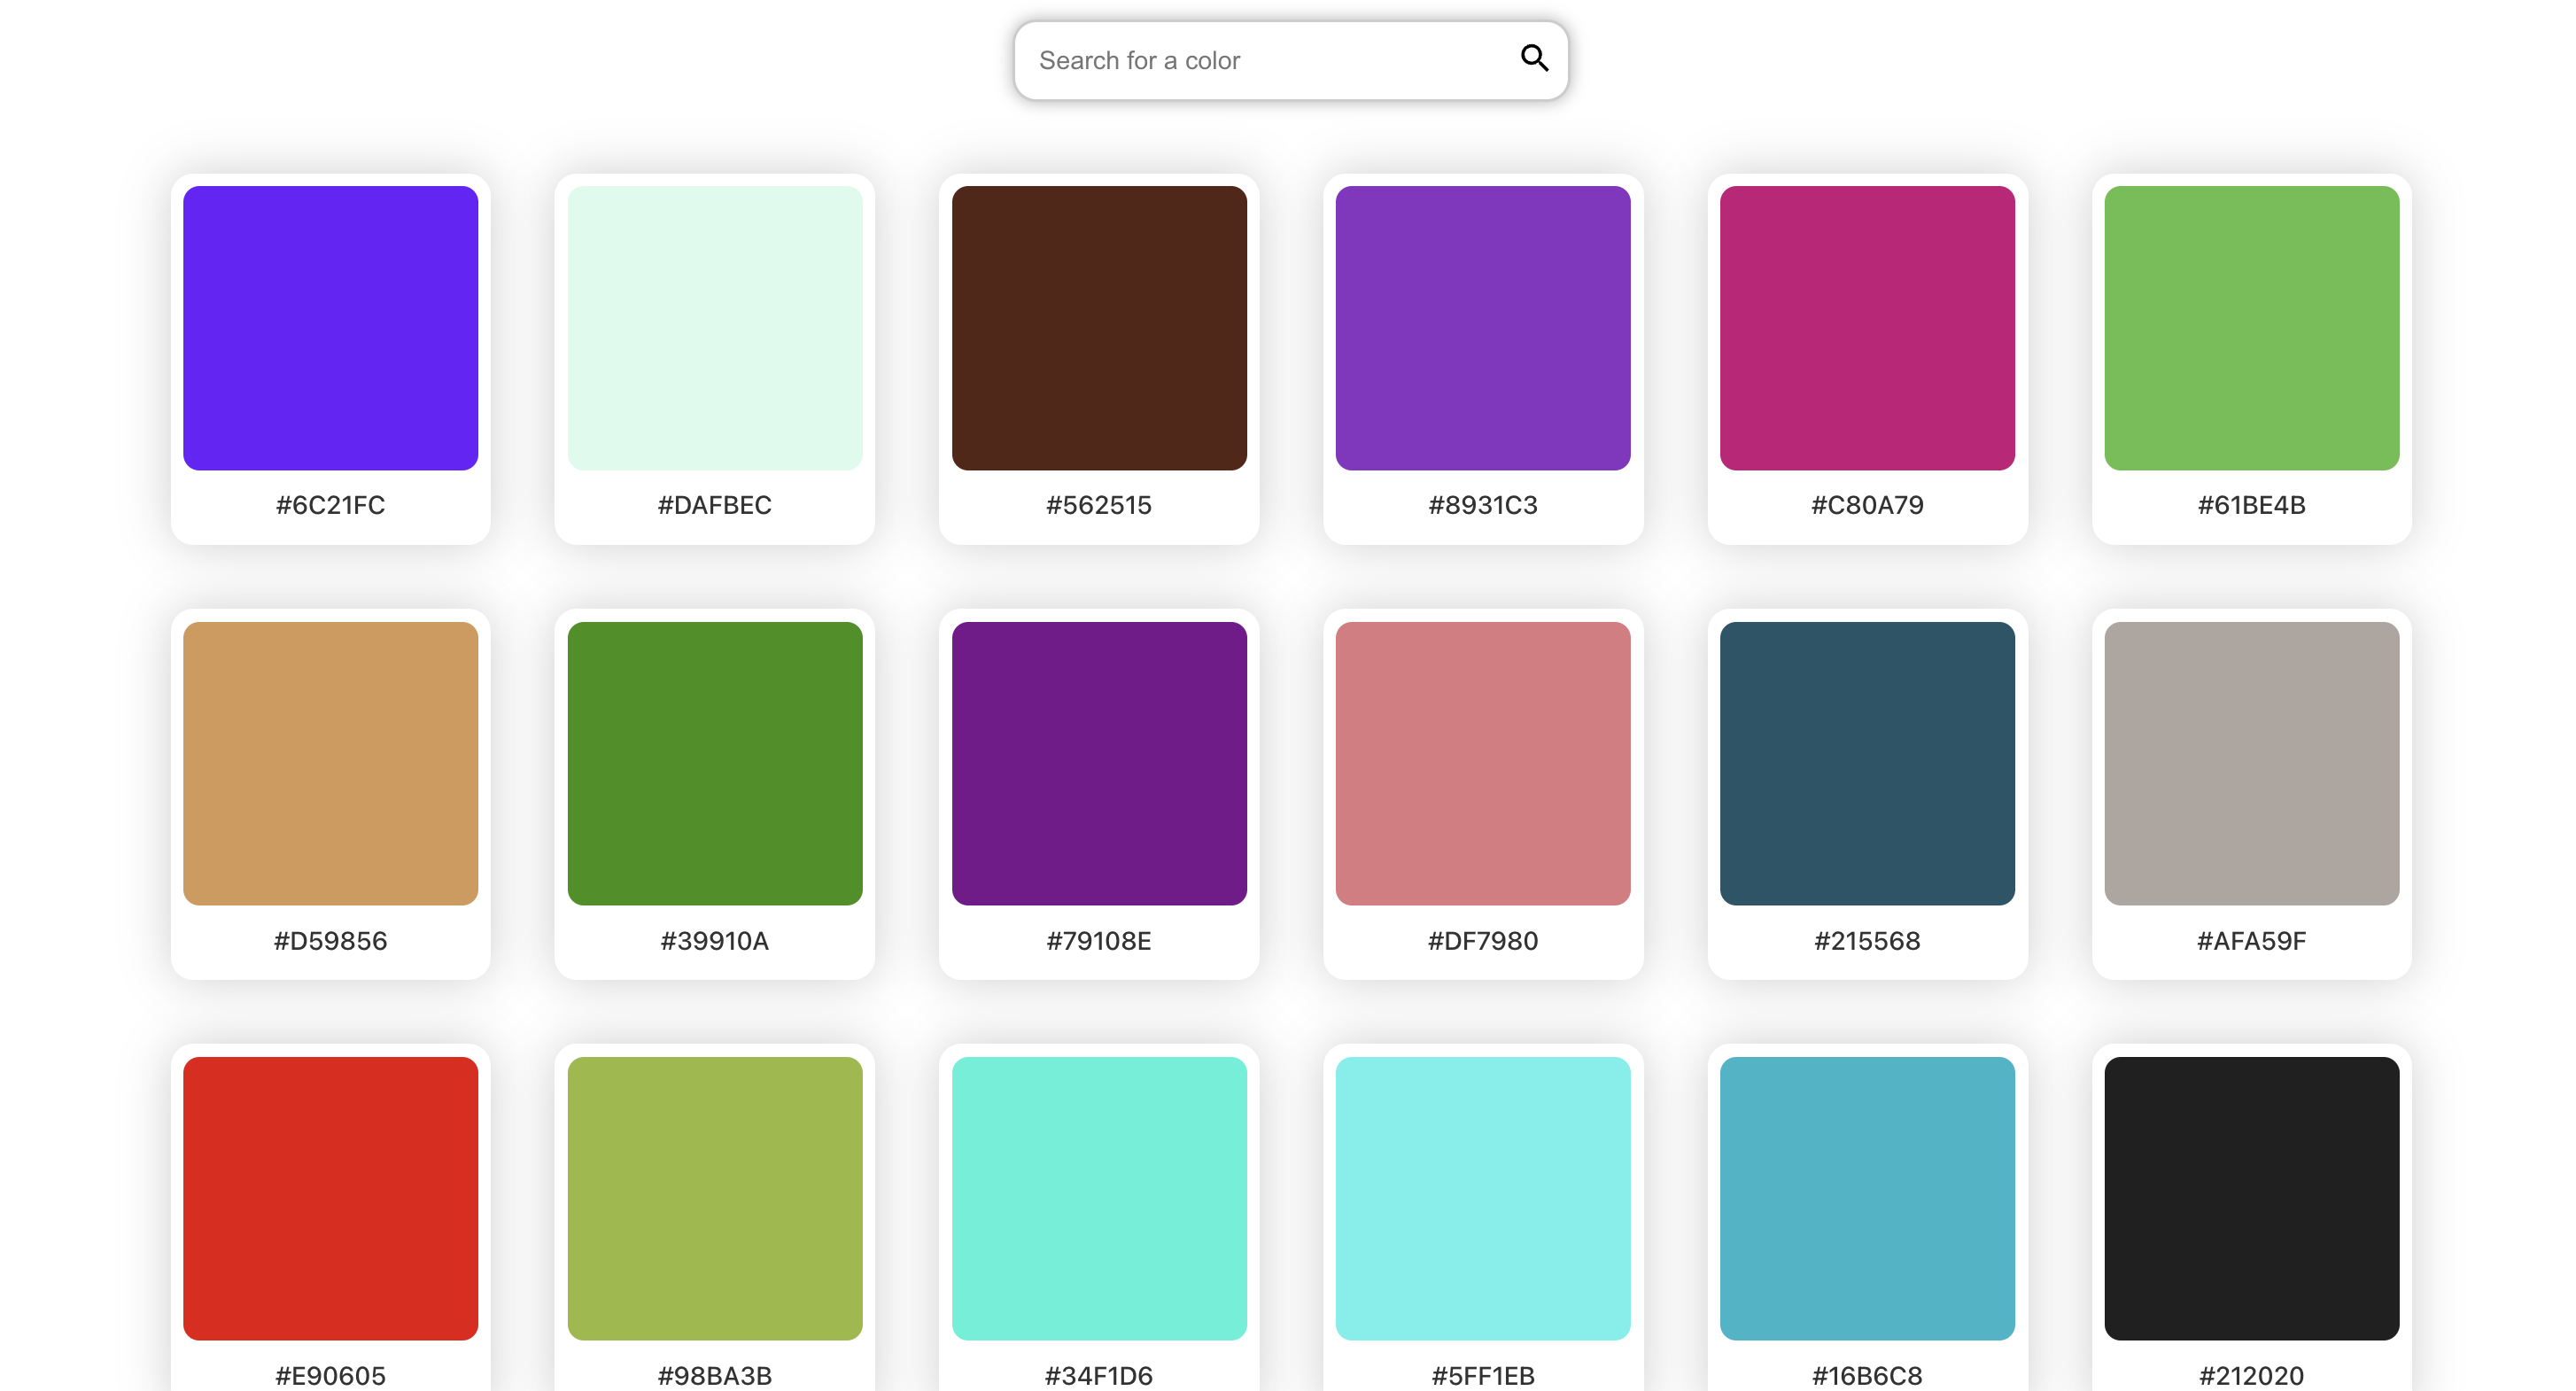 Search for a color
#6C21FC
#DAFBEC
#562515
#8931C3
#C80A79
#61BE4B
#D59856
#39910A
#79108E
#DF7980
#215568
#AFA59F
#E90605
#98BA3B
#34F1D6
#5FF1EB
#16B6C8
#212020